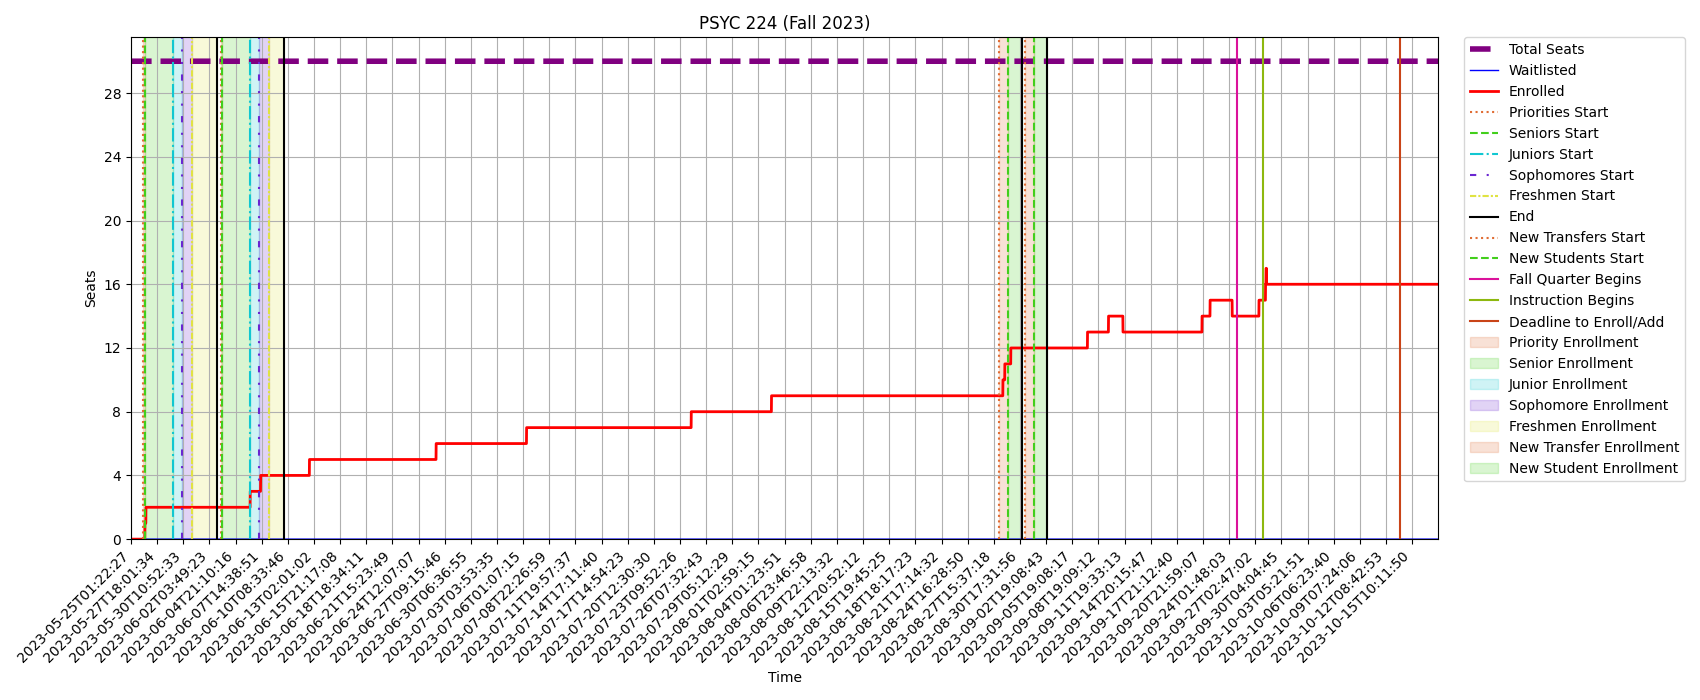 PSYC 224 (Fall 2023)
Seats
28
24
20
16
12
8
4
0
2023-05-25T01:22:27
2023-05-27T18:01:34
2023-05-30T10:52:33
2023-06-02T03:49:23
2023-06-04T21:10:16
2023-06-07T14:38:51
2023-06-10T08:33:46
2023-06-13T02:01:02
2023-06-15T21:17:08
2023-06-18T18:34:11
2023-06-21T15:23:49
2023-06-24T12:07:07
2023-06-27T09:15:46
2023-06-30T06:36:55
2023-07-03T03:53:35
2023-07-06T01:07:15
2023-07-08T22:26:59
2023-07-11T19:57:37
2023-07-14T17:11:40
2023-07-17T14:54:23
2023-07-20T12:30:30
2023-07-23T09:52:26
2023-07-26T07:32:43
2023-07-29T05:12:29
2023-08-01T02:59:15
2023-08-04T01:23:51
2023-08-06T23:46:58
2023-08-09T22:13:32
2023-08-12T20:52:12
2023-08-15T19:45:25
2023-08-18T18:17:23
2023-08-21T17:14:32
2023-08-24T16:28:50
2023-08-27T15:37:18
2023-08-30T17:31:56
2023-09-02T19:08:43
2023-09-05T19:08:17
2023-09-08T19:09:12
2023-09-11T19:33:13
2023-09-14T20:15:47
2023-09-17T21:12:40
2023-09-20T21:59:07
2023-09-24T01:48:03
2023-09-27T02:47:02
2023-09-30T04:04:45
2023-10-03T05:21:51
2023-10-06T06:23:40
2023-10-09T07:24:06
2023-10-12T08:42:53
2023-10-15T10:11:50
Time
Total Seats
Waitlisted
Enrolled
Priorities Start
Seniors Start
Juniors Start
Sophomores Start
Freshmen Start
End
New Transfers Start
New Students Start
Fall Quarter Begins
Instruction Begins
Deadline to Enroll/Add
Priority Enrollment
Senior Enrollment
Junior Enrollment
Sophomore Enrollment
Freshmen Enrollment
New Transfer Enrollment
New Student Enrollment